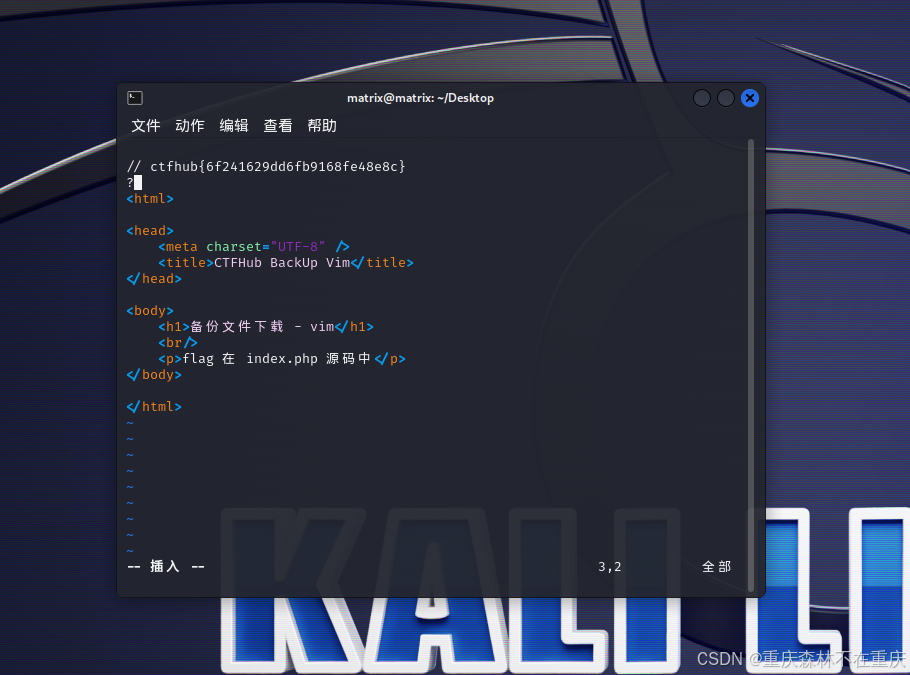 matrix@matrix: ~/Desktop
文件 动作 编辑 查看 帮助
// ctfhub{6f241629dd6fb9168fe48e8c}
?
<html>
<head>
<meta charset="UTF-8" />
<title>CTFHub BackUp Vim</title>
</head>
<body>
<h1>备份文件下载 - vim</h1>
<br/>
<p>flag 在 index.php 源码中</p>
</body>
</html>
~
~
~
~
~
~
~
~
~
-- 插入 -- 3,2 全部
KALI LI
CSDN @重庆森林不在重庆